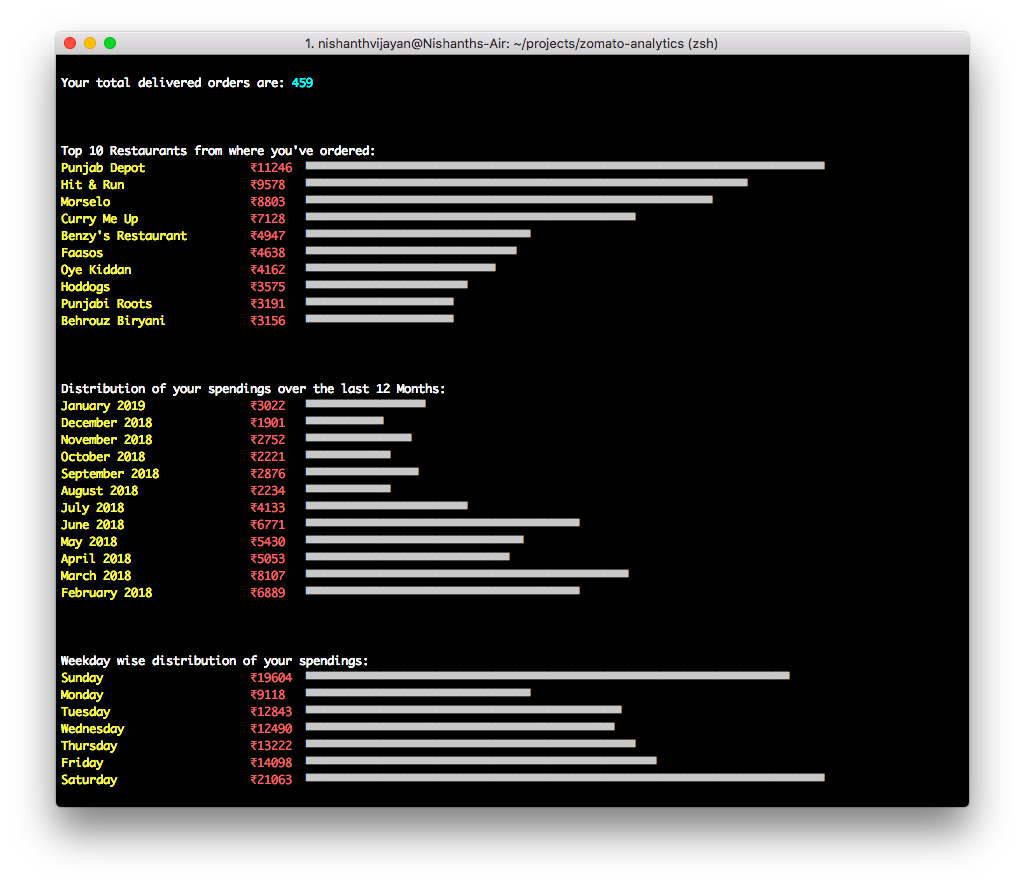 1. nishanthvijayan@Nishanths-Air: ~/projects/zomato-analytics (zsh)
Your total delivered orders are: 459
Top 10 Restaurants from where you've ordered:
Punjab Depot ₹11246
Hit & Run ₹9578
Morselo ₹8803
Curry Me Up ₹7128
Benzy's Restaurant ₹4947
Faasos ₹4638
Oye Kiddan ₹4162
Hoddogs ₹3575
Punjabi Roots ₹3191
Behrouz Biryani ₹3156
Distribution of your spendings over the last 12 Months:
January 2019 ₹3022
December 2018 ₹1901
November 2018 ₹2752
October 2018 ₹2221
September 2018 ₹2876
August 2018 ₹2234
July 2018 ₹4133
June 2018 ₹6771
May 2018 ₹5430
April 2018 ₹5053
March 2018 ₹8107
February 2018 ₹6889
Weekday wise distribution of your spendings:
Sunday ₹19604
Monday ₹9118
Tuesday ₹12843
Wednesday ₹12490
Thursday ₹13222
Friday ₹14098
Saturday ₹21063